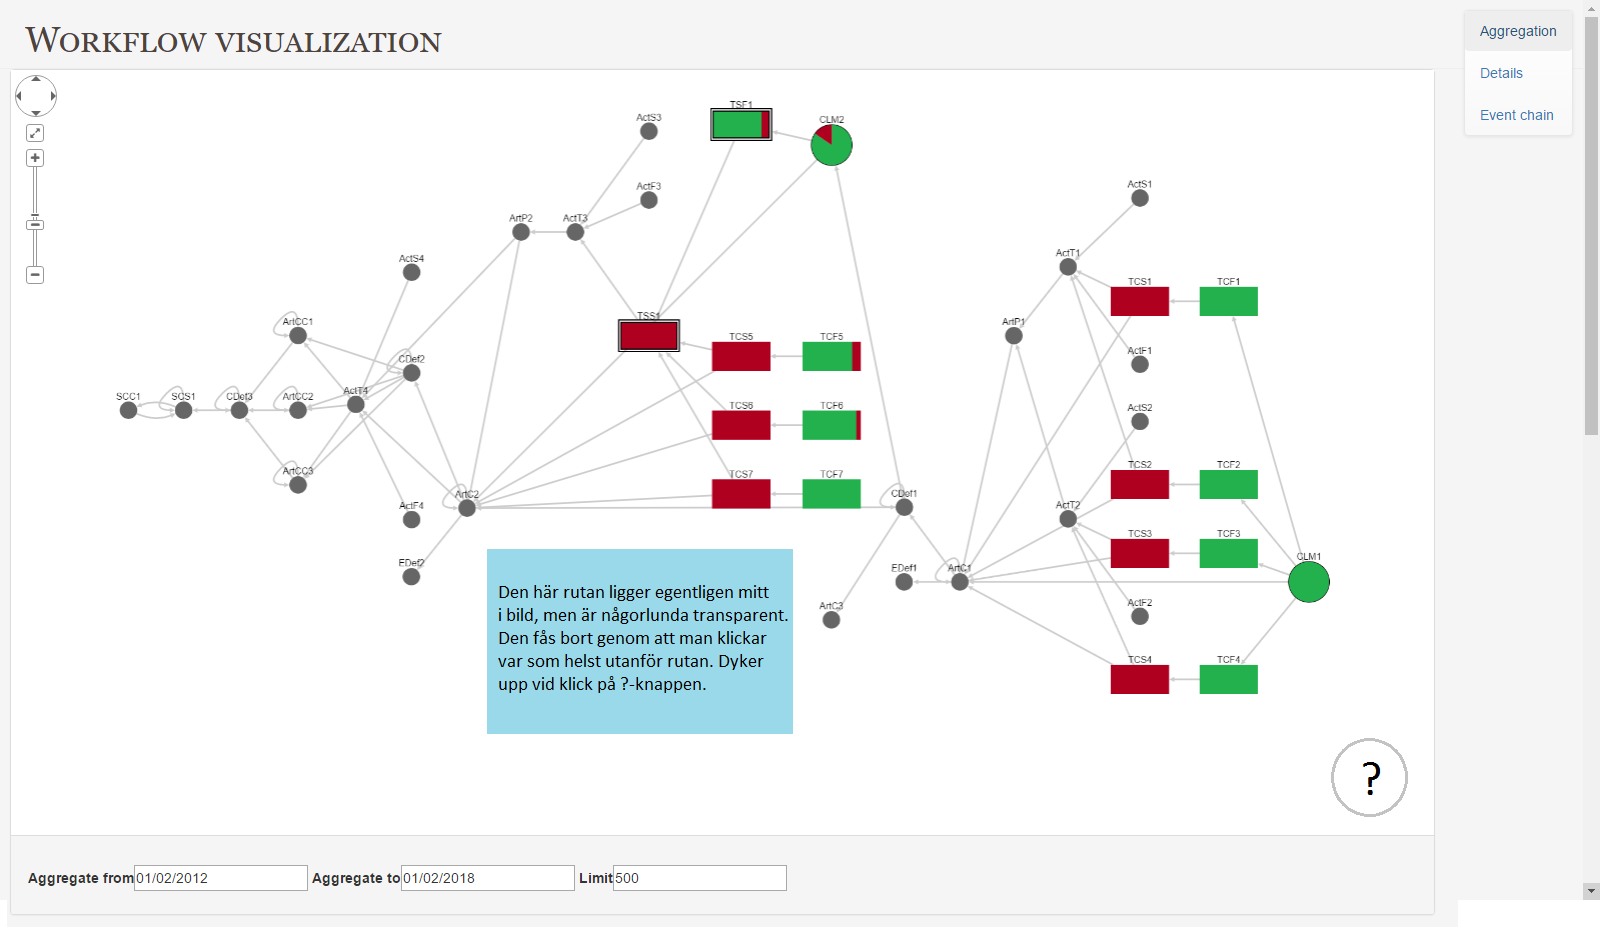 Workflow visualization
Aggregation
Details
Event chain
TSF1
CLM2
ActS3
ActF3
ActS1
ArtP2
ActT3
ActT1
ActS4
TCS1
TCF1
ArtCC1
TSS1
ArtP1
TCS5
TCF5
ActF1
CDef2
ActT4
SCC1
SCS1
CDef3
ArtCC2
TCS6
TCF6
ActS2
ArtCC3
TCS7
TCF7
TCS2
TCF2
ArtC2
CDef1
ActF4
ActT2
TCS3
TCF3
EDef2
EDef1
ArtC1
CLM1
ArtC3
ActF2
TCS4
TCF4
Den här rutan ligger egentligen mitt
i bild, men är någorlunda transparent.
Den fås bort genom att man klickar
var som helst utanför rutan. Dyker
upp vid klick på ?-knappen.
?
Aggregate from 01/02/2012 Aggregate to 01/02/2018 Limit 500